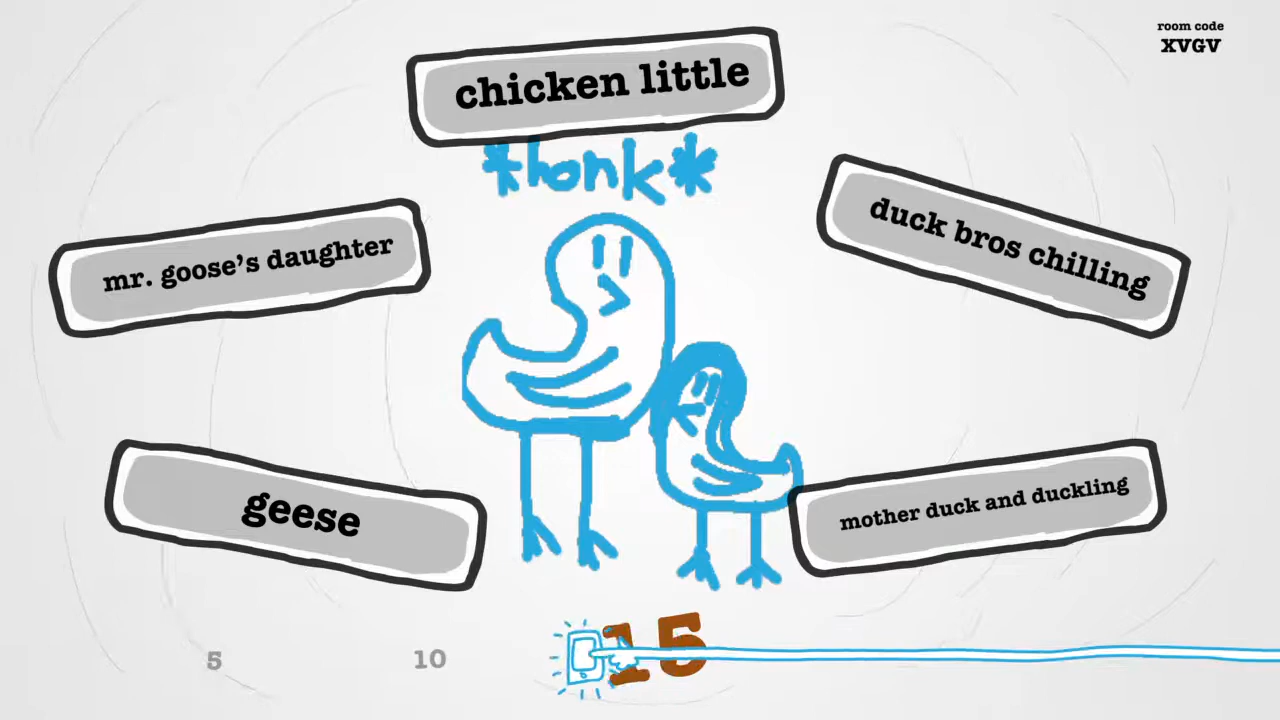 room code
XVGV
chicken little
*honk*
duck bros chilling
mr. goose's daughter
geese
mother duck and duckling
5
10
15